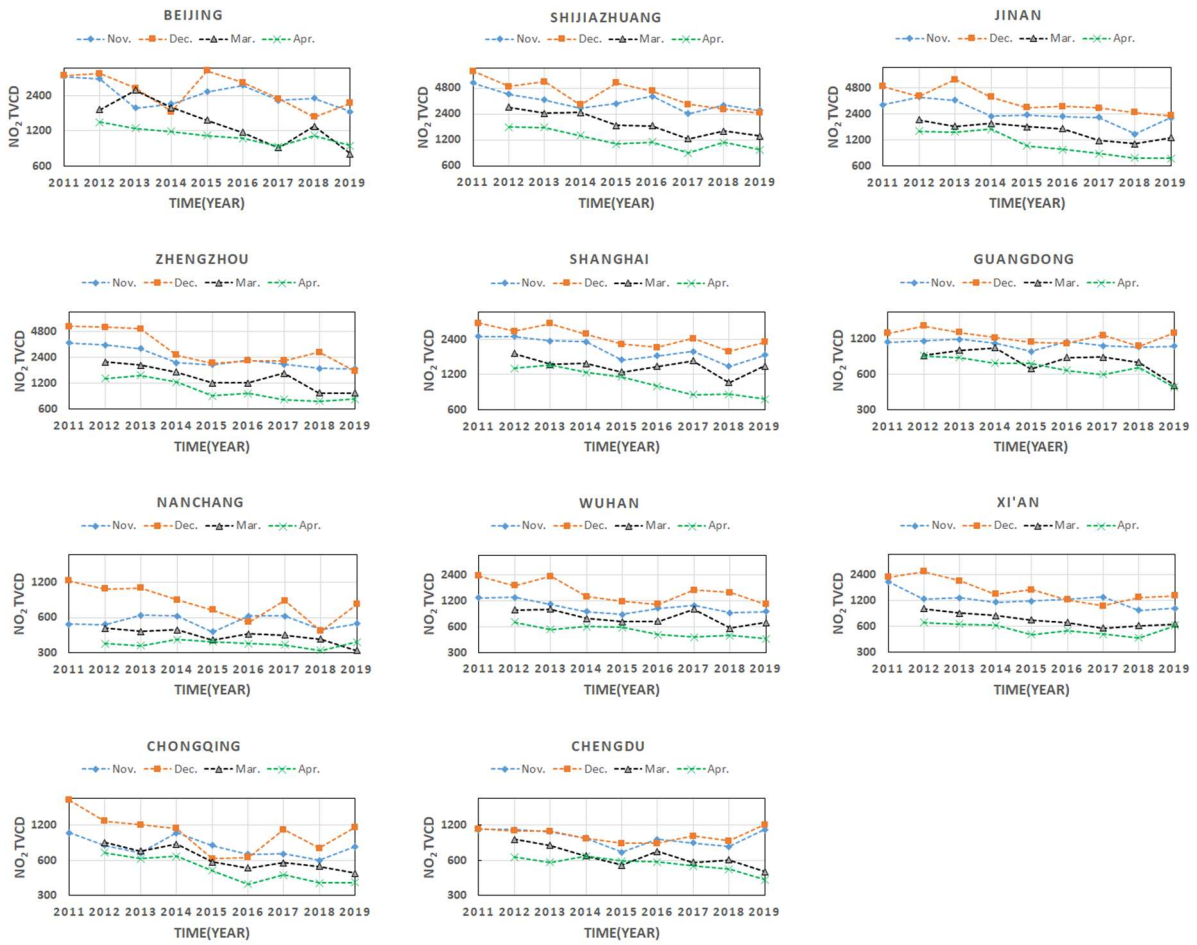 BEIJING
Nov. Dec. Mar. Apr.
NO2 TVCD
2400
1200
600
2011 2012 2013 2014 2015 2016 2017 2018 2019
TIME(YEAR)
SHIJIAZHUANG
Nov. Dec. Mar. Apr.
NO2 TVCD
4800
2400
1200
600
2011 2012 2013 2014 2015 2016 2017 2018 2019
TIME(YEAR)
JINAN
Nov. Dec. Mar. Apr.
NO2 TVCD
4800
2400
1200
600
2011 2012 2013 2014 2015 2016 2017 2018 2019
TIME(YEAR)
ZHENGZHOU
Nov. Dec. Mar. Apr.
NO2 TVCD
4800
2400
1200
600
2011 2012 2013 2014 2015 2016 2017 2018 2019
TIME(YEAR)
SHANGHAI
Nov. Dec. Mar. Apr.
NO2 TVCD
2400
1200
600
2011 2012 2013 2014 2015 2016 2017 2018 2019
TIME(YEAR)
GUANGDONG
Nov. Dec. Mar. Apr.
NO2 TVCD
1200
600
300
2011 2012 2013 2014 2015 2016 2017 2018 2019
TIME(YAER)
NANCHANG
Nov. Dec. Mar. Apr.
NO2 TVCD
1200
600
300
2011 2012 2013 2014 2015 2016 2017 2018 2019
TIME(YEAR)
WUHAN
Nov. Dec. Mar. Apr.
NO2 TVCD
2400
1200
600
300
2011 2012 2013 2014 2015 2016 2017 2018 2019
TIME(YEAR)
XI'AN
Nov. Dec. Mar. Apr.
NO2 TVCD
2400
1200
600
300
2011 2012 2013 2014 2015 2016 2017 2018 2019
TIME(YEAR)
CHONGQING
Nov. Dec. Mar. Apr.
NO2 TVCD
1200
600
300
2011 2012 2013 2014 2015 2016 2017 2018 2019
TIME(YEAR)
CHENGDU
Nov. Dec. Mar. Apr.
NO2 TVCD
1200
600
300
2011 2012 2013 2014 2015 2016 2017 2018 2019
TIME(YEAR)